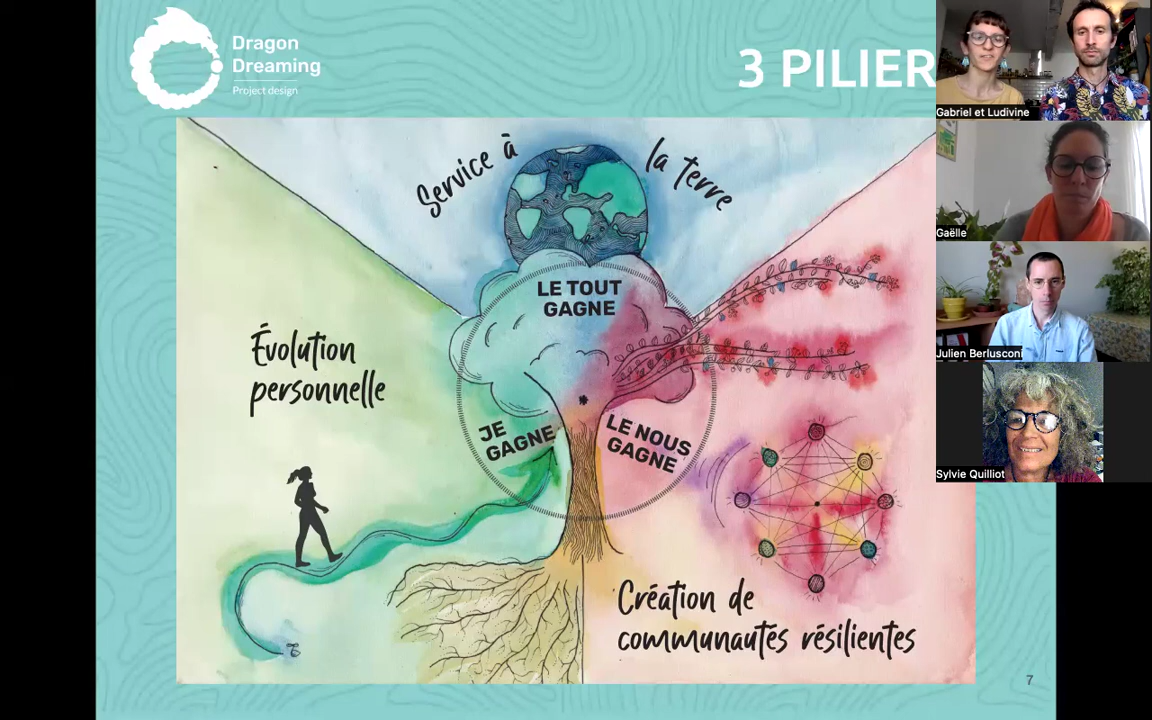 Dragon
Dreaming
Project design
3 PILIER
Gabriel et Ludivine
Gaëlle
Julien Berlusconi
Sylvie Quilliot
Service à
la terre
LE TOUT
GAGNE
Évolution
personnelle
JE
GAGNE
LE NOUS
GAGNE
Création de
communautés résilientes
7